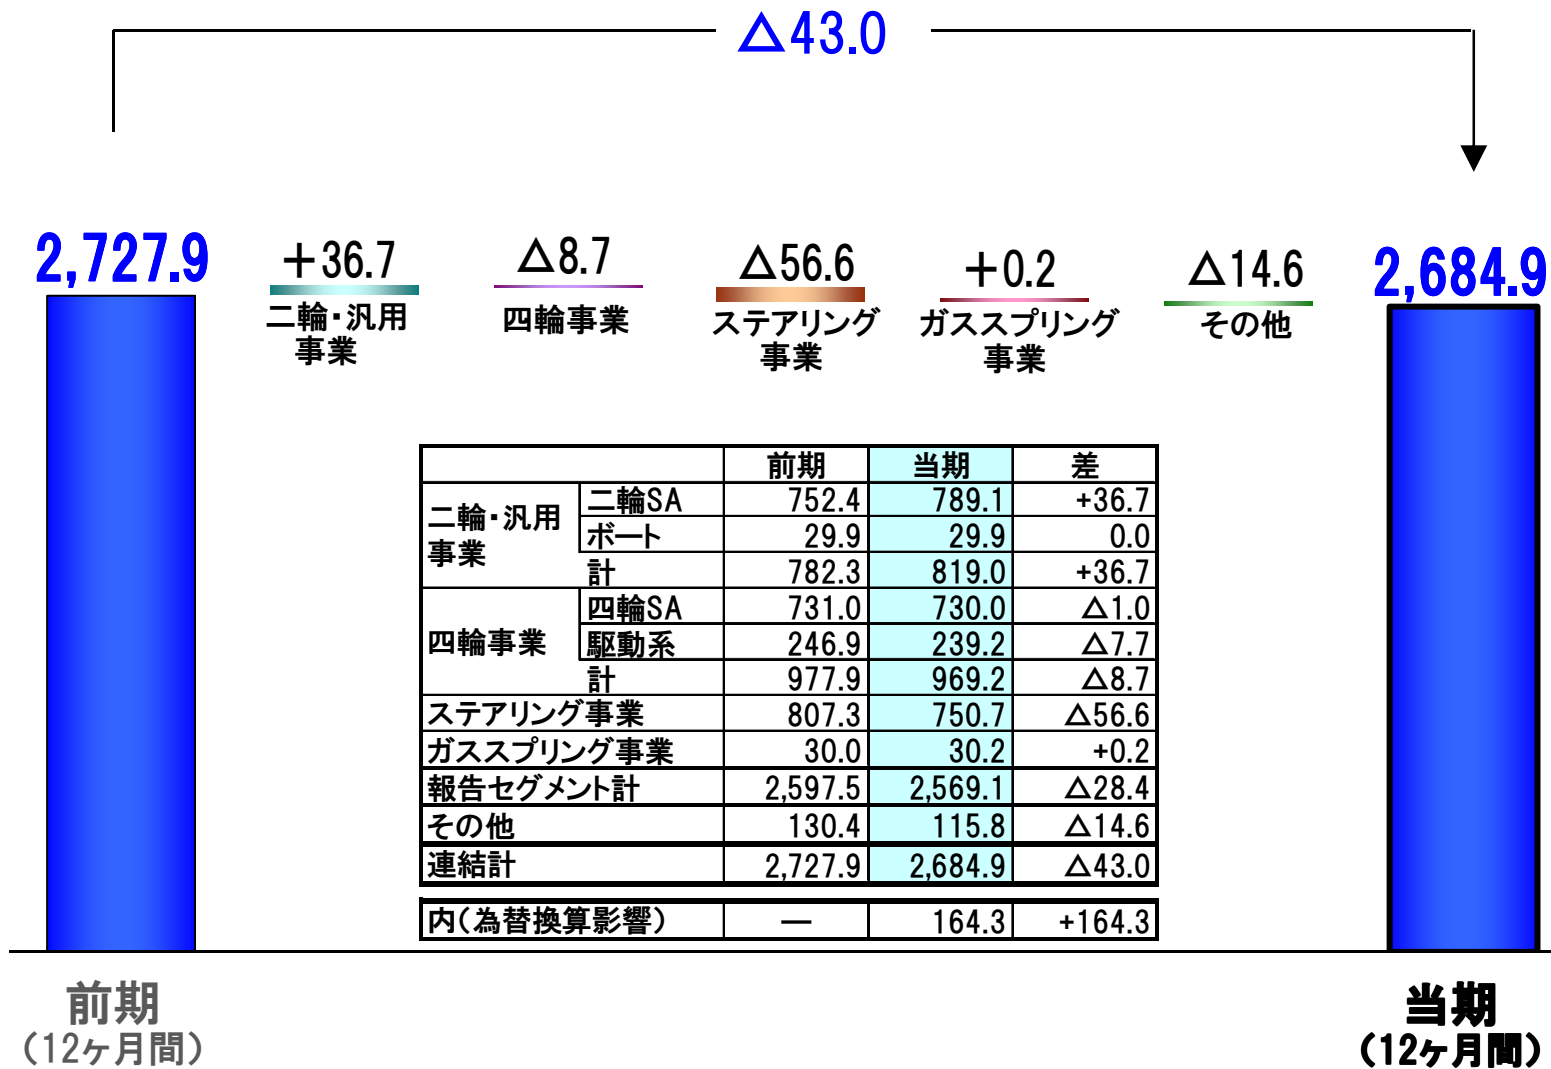 △43.0
2,727.9
+36.7
二輪・汎用
事業
△8.7
四輪事業
△56.6
ステアリング
事業
+0.2
ガススプリング
事業
△14.6
その他
2,684.9
前期 当期 差
二輪・汎用事業 二輪SA 752.4 789.1 +36.7
ボート 29.9 29.9 0.0
計 782.3 819.0 +36.7
四輪事業 四輪SA 731.0 730.0 △1.0
駆動系 246.9 239.2 △7.7
計 977.9 969.2 △8.7
ステアリング事業 807.3 750.7 △56.6
ガススプリング事業 30.0 30.2 +0.2
報告セグメント計 2,597.5 2,569.1 △28.4
その他 130.4 115.8 △14.6
連結計 2,727.9 2,684.9 △43.0
内(為替換算影響) — 164.3 +164.3
前期
(12ヶ月間)
当期
(12ヶ月間)